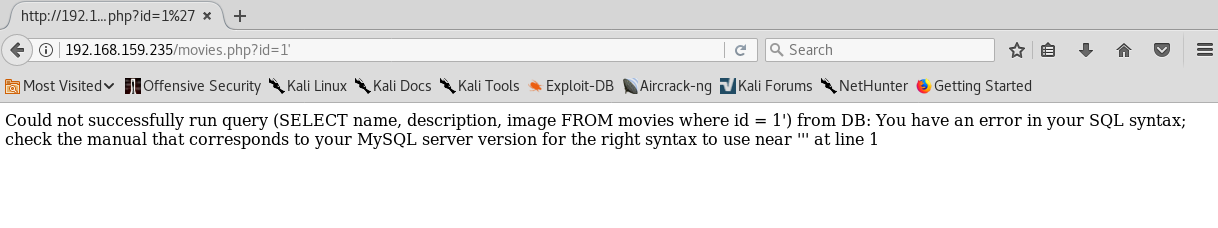 http://192.1...php?id=1%27
192.168.159.235/movies.php?id=1'
Search
Most Visited Offensive Security Kali Linux Kali Docs Kali Tools Exploit-DB Aircrack-ng Kali Forums NetHunter Getting Started
Could not successfully run query (SELECT name, description, image FROM movies where id = 1') from DB: You have an error in your SQL syntax;
check the manual that corresponds to your MySQL server version for the right syntax to use near ''' at line 1